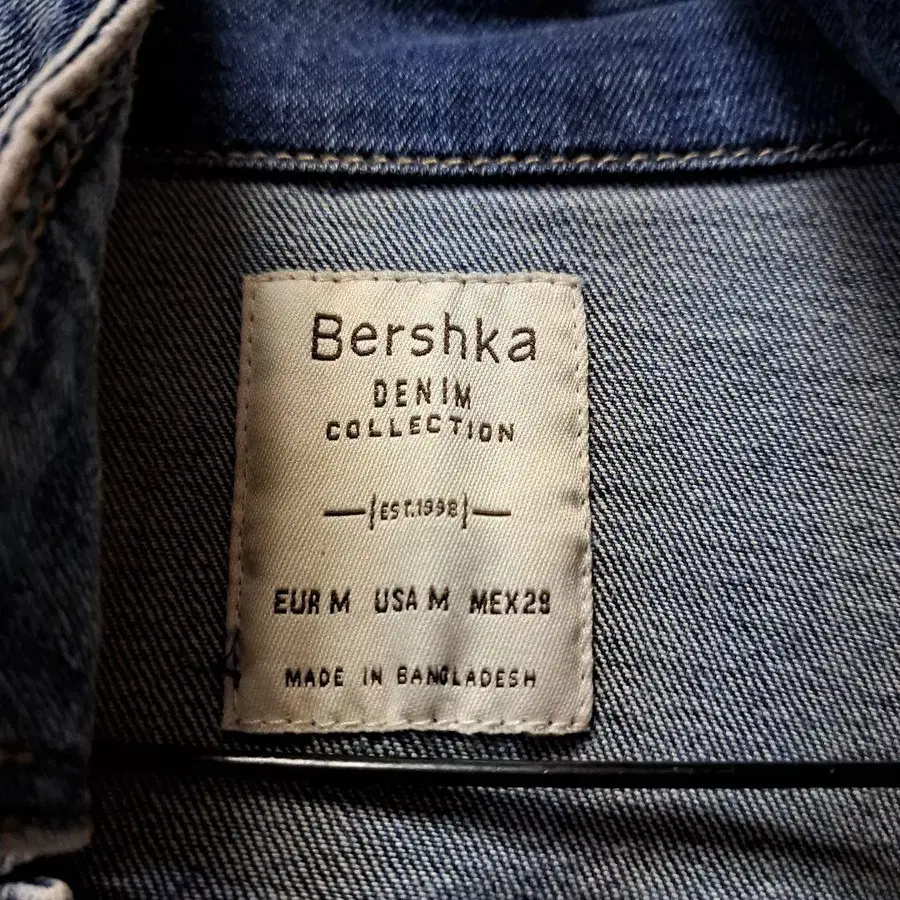 Bershka
DENIM
COLLECTION
EST.1998
EUR M USA M MEX 28
MADE IN BANGLADESH